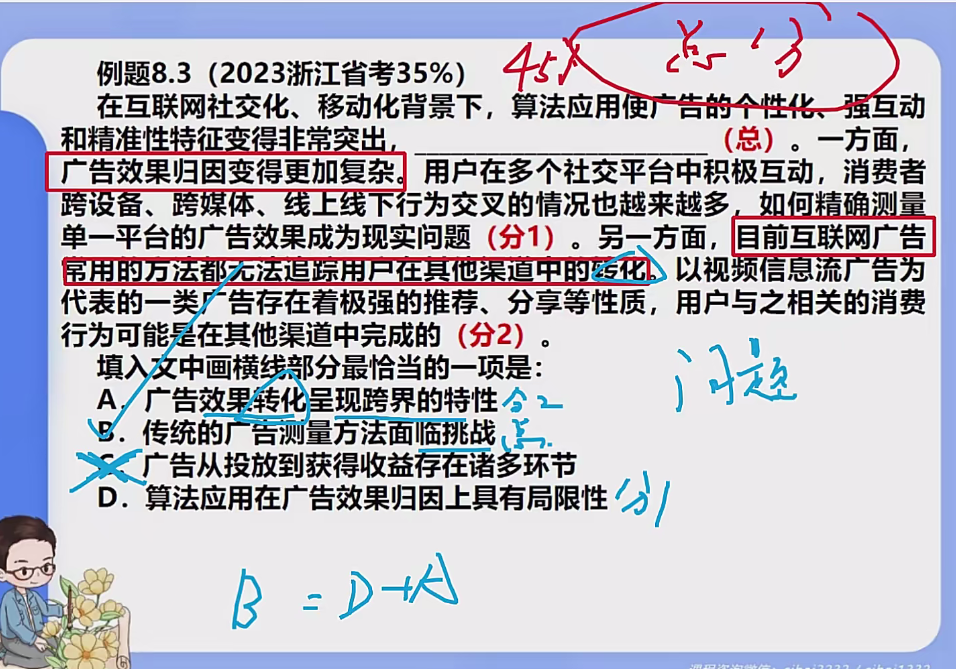 45% 总分
例题8.3（2023浙江省考35%）
在互联网社交化、移动化背景下，算法应用使广告的个性化、强互动
和精准性特征变得非常突出，____________________（总）。一方面，
广告效果归因变得更加复杂。用户在多个社交平台中积极互动，消费者
跨设备、跨媒体、线上线下行为交叉的情况也越来越多，如何精确测量
单一平台的广告效果成为现实问题（分1）。另一方面，目前互联网广告
常用的方法都无法追踪用户在其他渠道中的转化。以视频信息流广告为
代表的一类广告存在着极强的推荐、分享等性质，用户与之相关的消费
行为可能是在其他渠道中完成的（分2）。
填入文中画横线部分最恰当的一项是：
问题
A．广告效果转化呈现跨界的特性 分2
B．传统的广告测量方法面临挑战 总
C．广告从投放到获得收益存在诸多环节
D．算法应用在广告效果归因上具有局限性 分1
B = D+A